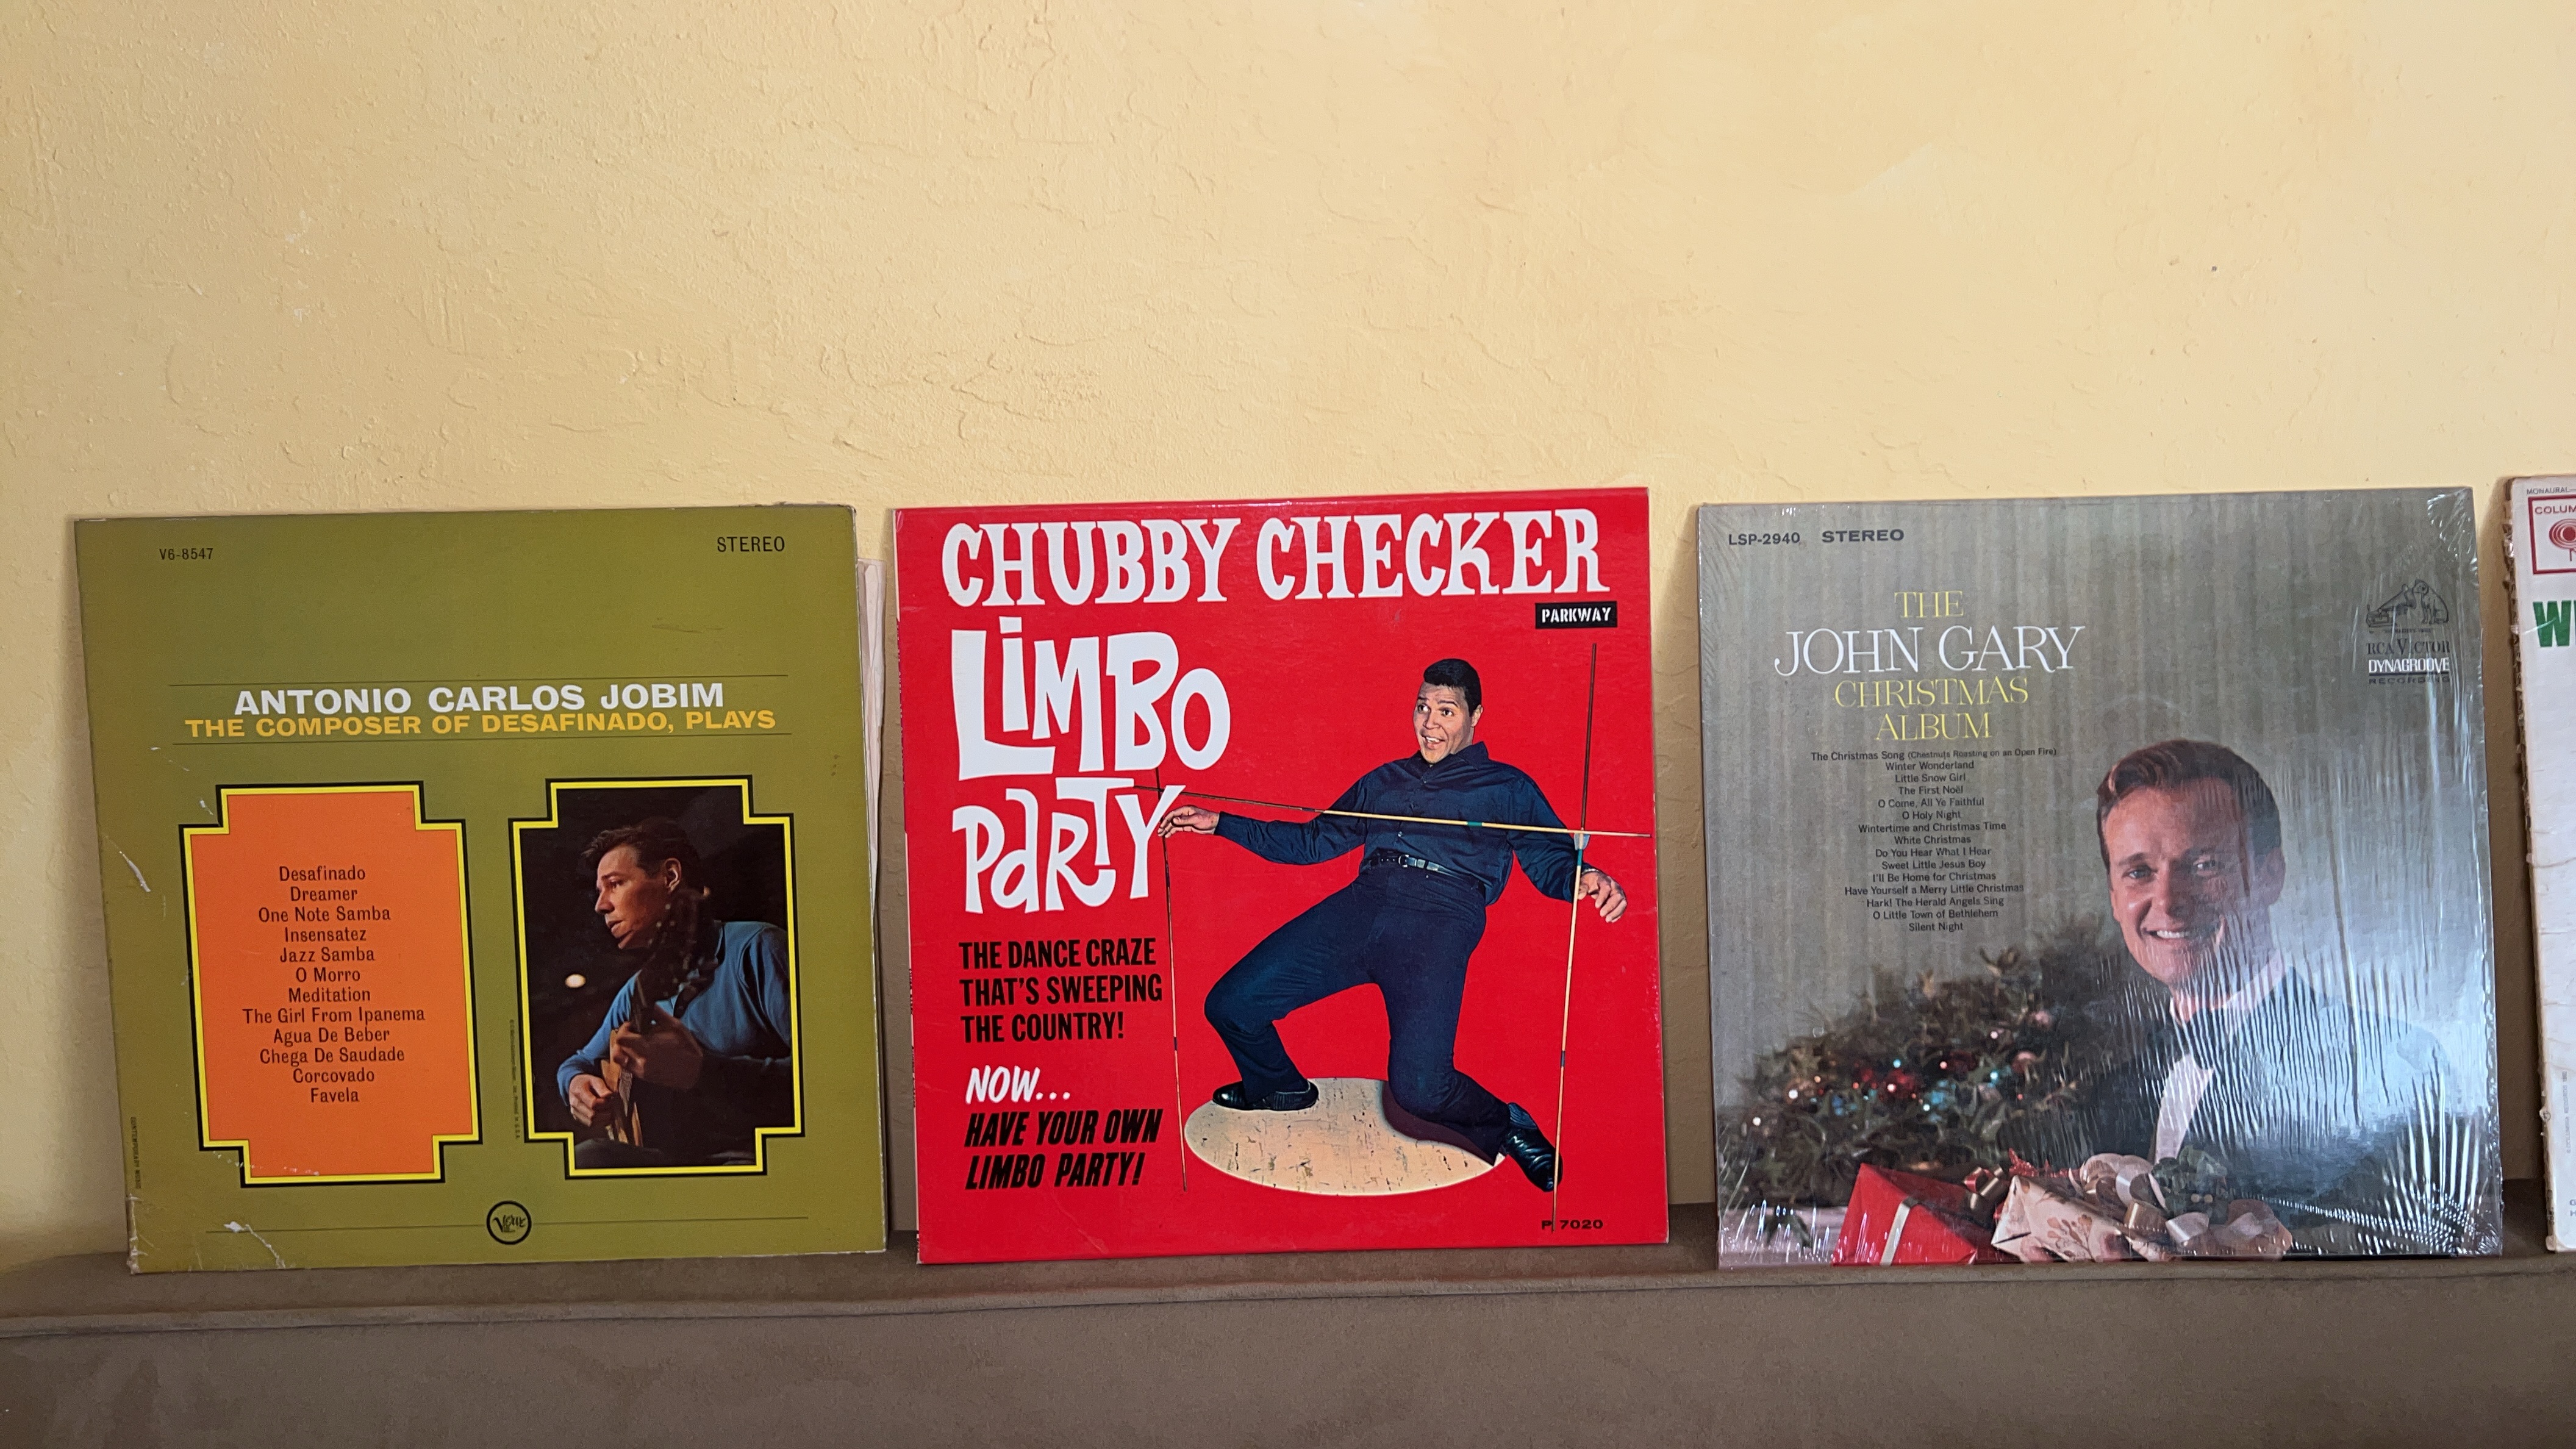 V6-8547
STEREO
ANTONIO CARLOS JOBIM
THE COMPOSER OF DESAFINADO, PLAYS
Desafinado
Dreamer
One Note Samba
Insensatez
Jazz Samba
O Morro
Meditation
The Girl From Ipanema
Agua De Beber
Chega De Saudade
Corcovado
Favela
Verve
CHUBBY CHECKER
PARKWAY
LiMBO
PaRTY
THE DANCE CRAZE
THAT'S SWEEPING
THE COUNTRY!
NOW...
HAVE YOUR OWN
LIMBO PARTY!
P 7020
LSP-2940 STEREO
THE
JOHN GARY
CHRISTMAS
ALBUM
RCA VICTOR
DYNAGROOVE
RECORDING
The Christmas Song (Chestnuts Roasting on an Open Fire)
Winter Wonderland
Little Snow Girl
The First Noël
O Come, All Ye Faithful
O Holy Night
Wintertime and Christmas Time
White Christmas
Do You Hear What I Hear
Sweet Little Jesus Boy
I'll Be Home for Christmas
Have Yourself a Merry Little Christmas
Hark! The Herald Angels Sing
O Little Town of Bethlehem
Silent Night
MONAURAL
COLUM
W